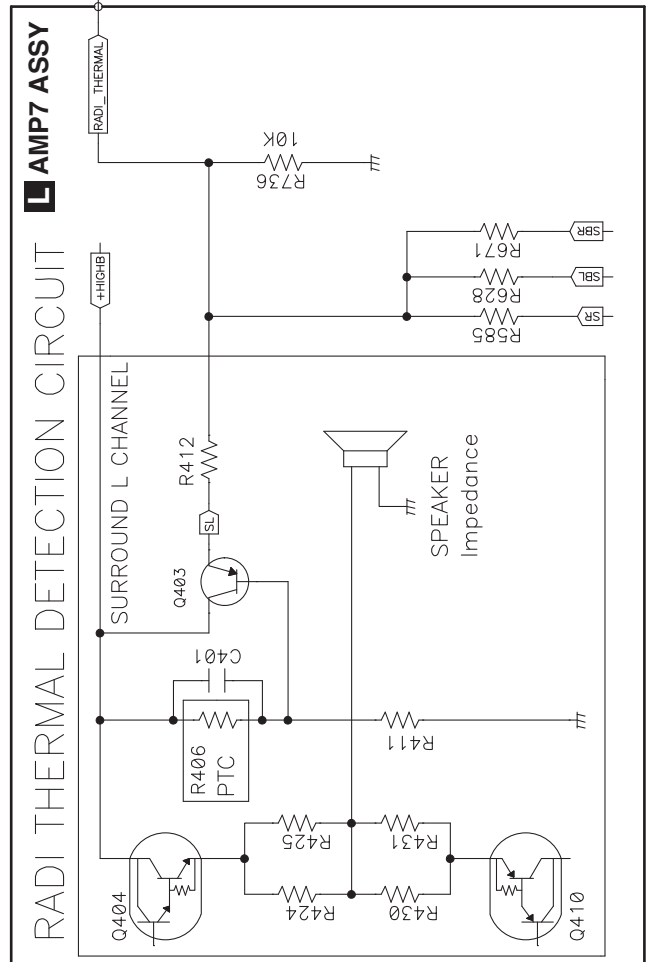 L AMP7 ASSY
RADI THERMAL DETECTION CIRCUIT
RADI_THERMAL
+HIGHB
R736
10K
SURROUND L CHANNEL
R671
SBR
R628
SBL
R585
SR
R412
SL
Q403
C401
R406
PTC
R411
SPEAKER
Impedance
Q404
R425
R424
R431
R430
Q410